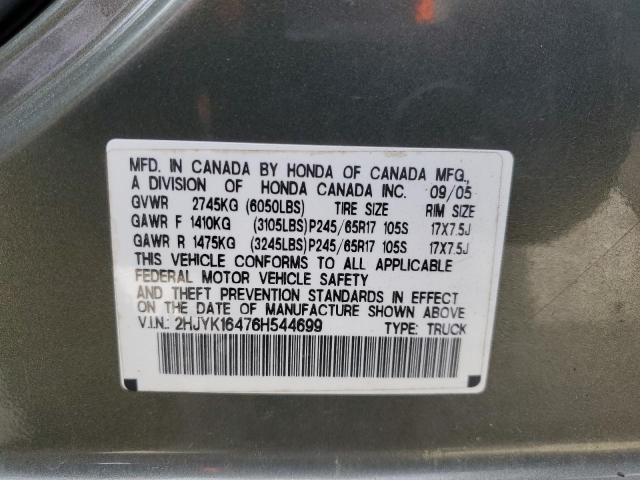 MFD. IN CANADA BY HONDA OF CANADA MFG.,
A DIVISION OF HONDA CANADA INC. 09/05
GVWR 2745KG (6050LBS) TIRE SIZE RIM SIZE
GAWR F 1410KG (3105LBS)P245/65R17 105S 17X7.5J
GAWR R 1475KG (3245LBS)P245/65R17 105S 17X7.5J
THIS VEHICLE CONFORMS TO ALL APPLICABLE
FEDERAL MOTOR VEHICLE SAFETY
AND THEFT PREVENTION STANDARDS IN EFFECT
ON THE DATE OF MANUFACTURE SHOWN ABOVE
V.I.N.: 2HJYK16476H544699 TYPE: TRUCK